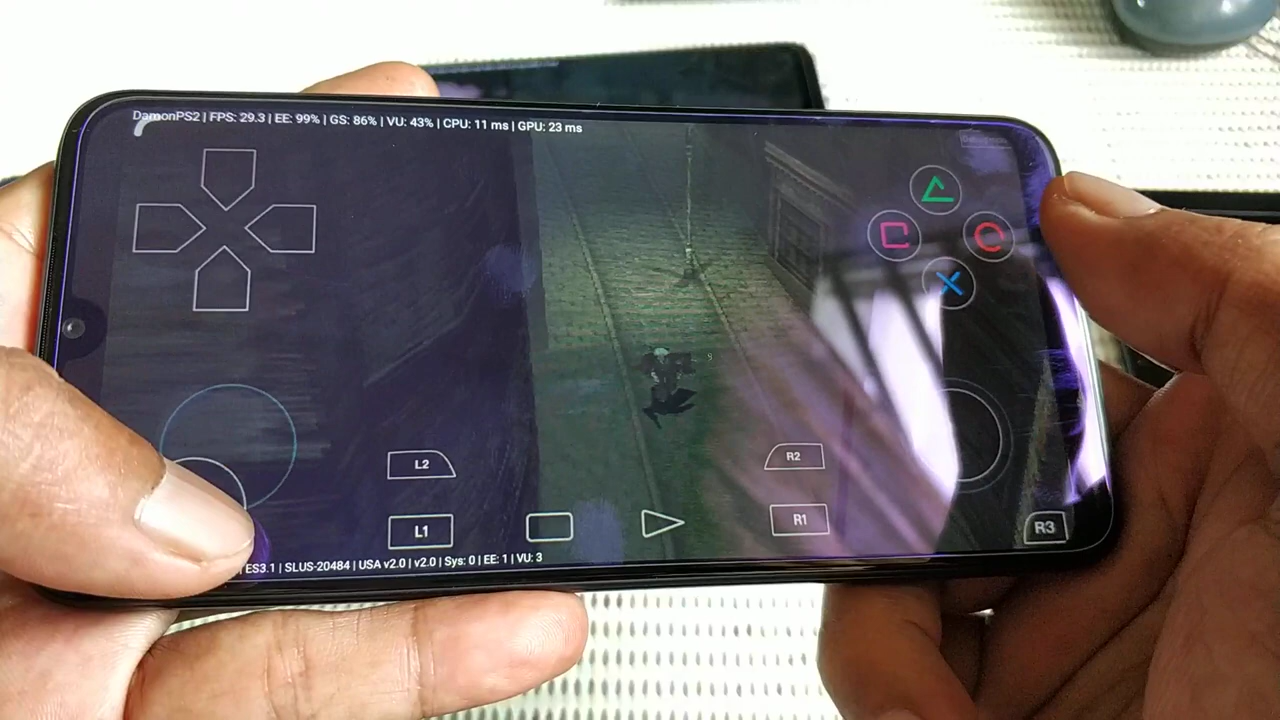 DamonPS2 | FPS: 29.3 | EE: 99% | GS: 86% | VU: 43% | CPU: 11 ms | GPU: 23 ms
L2
R2
L1
R1
R3
ES3.1 | SLUS-20484 | USA v2.0 | v2.0 | Sys: 0 | EE: 1 | VU: 3